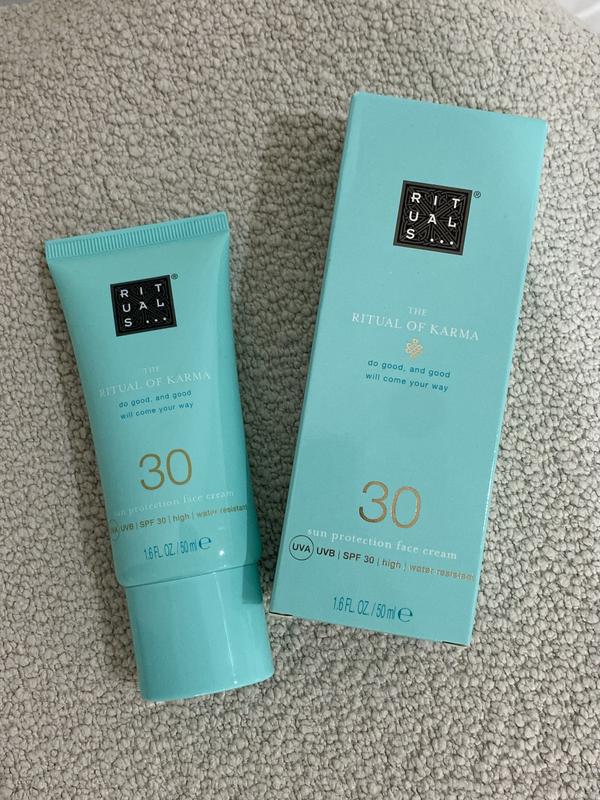 RIT
UAL
S...
®
THE
RITUAL OF KARMA
do good, and good
will come your way
30
sun protection face cream
UVB | SPF 30 | high | water resistant
1.6 FL. OZ. / 50 ml e
RIT
UAL
S...
®
THE
RITUAL OF KARMA
do good, and good
will come your way
30
sun protection face cream
UVA UVB | SPF 30 | high | water resistant
1.6 FL. OZ. / 50 ml e